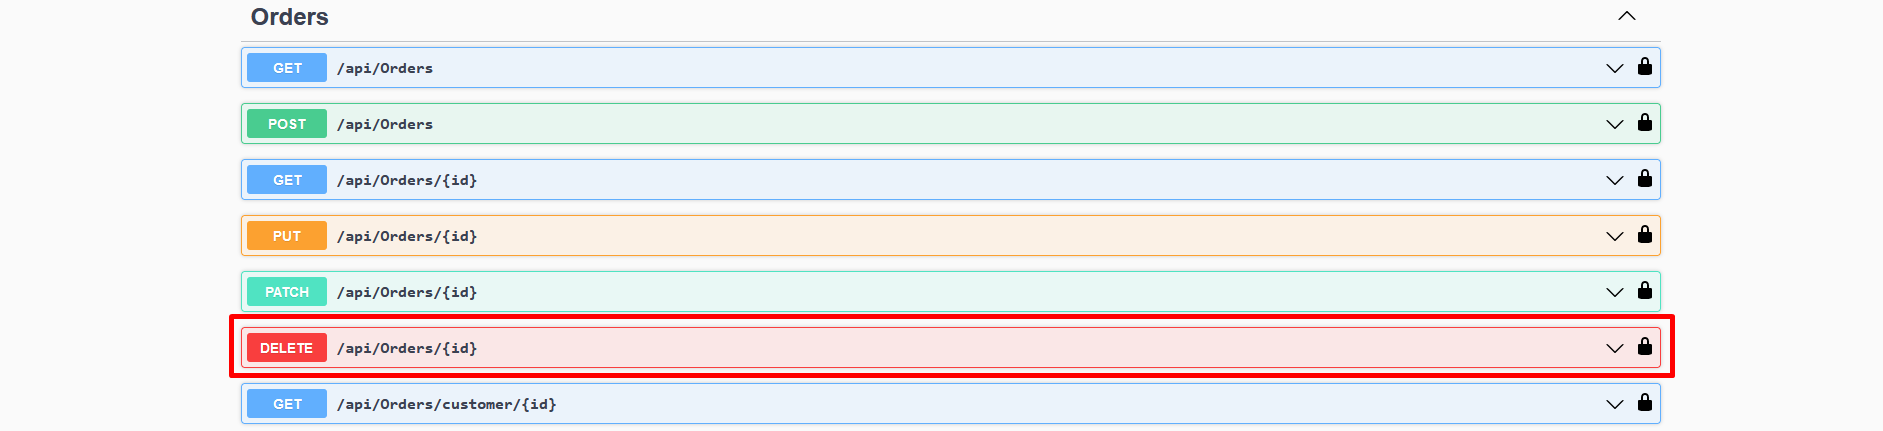 Orders
GET /api/Orders
POST /api/Orders
GET /api/Orders/{id}
PUT /api/Orders/{id}
PATCH /api/Orders/{id}
DELETE /api/Orders/{id}
GET /api/Orders/customer/{id}